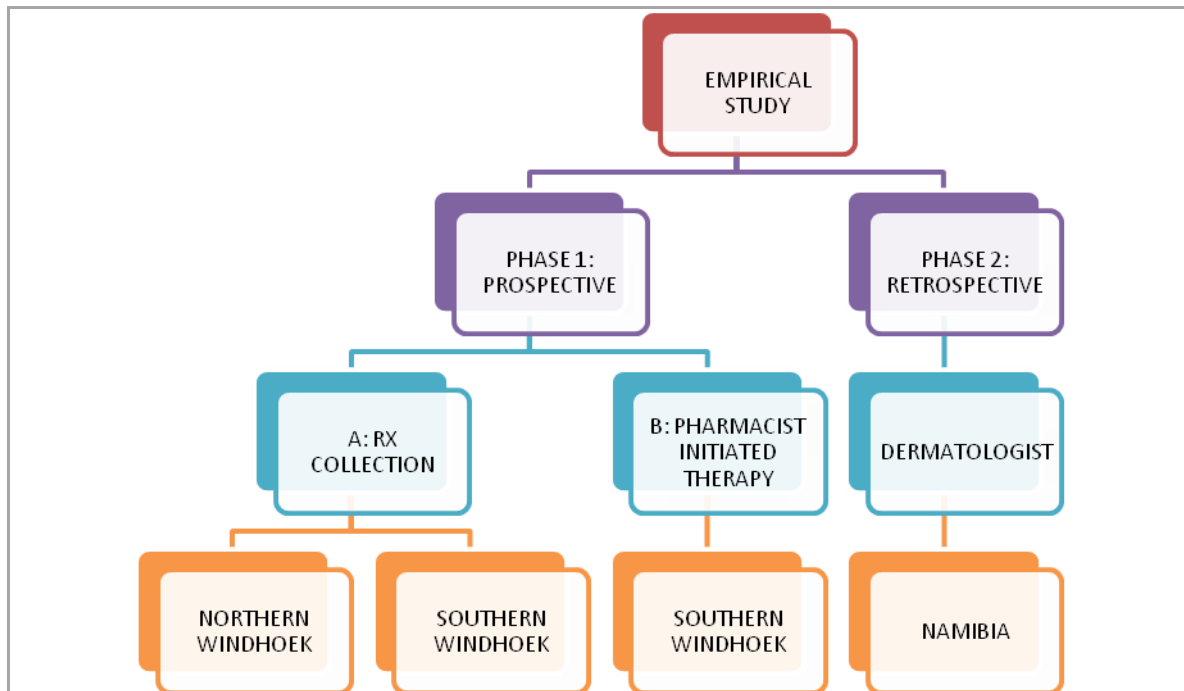 EMPIRICAL
STUDY
PHASE 1:
PROSPECTIVE
PHASE 2:
RETROSPECTIVE
A: RX
COLLECTION
B: PHARMACIST
INITIATED
THERAPY
DERMATOLOGIST
NORTHERN
WINDHOEK
SOUTHERN
WINDHOEK
SOUTHERN
WINDHOEK
NAMIBIA